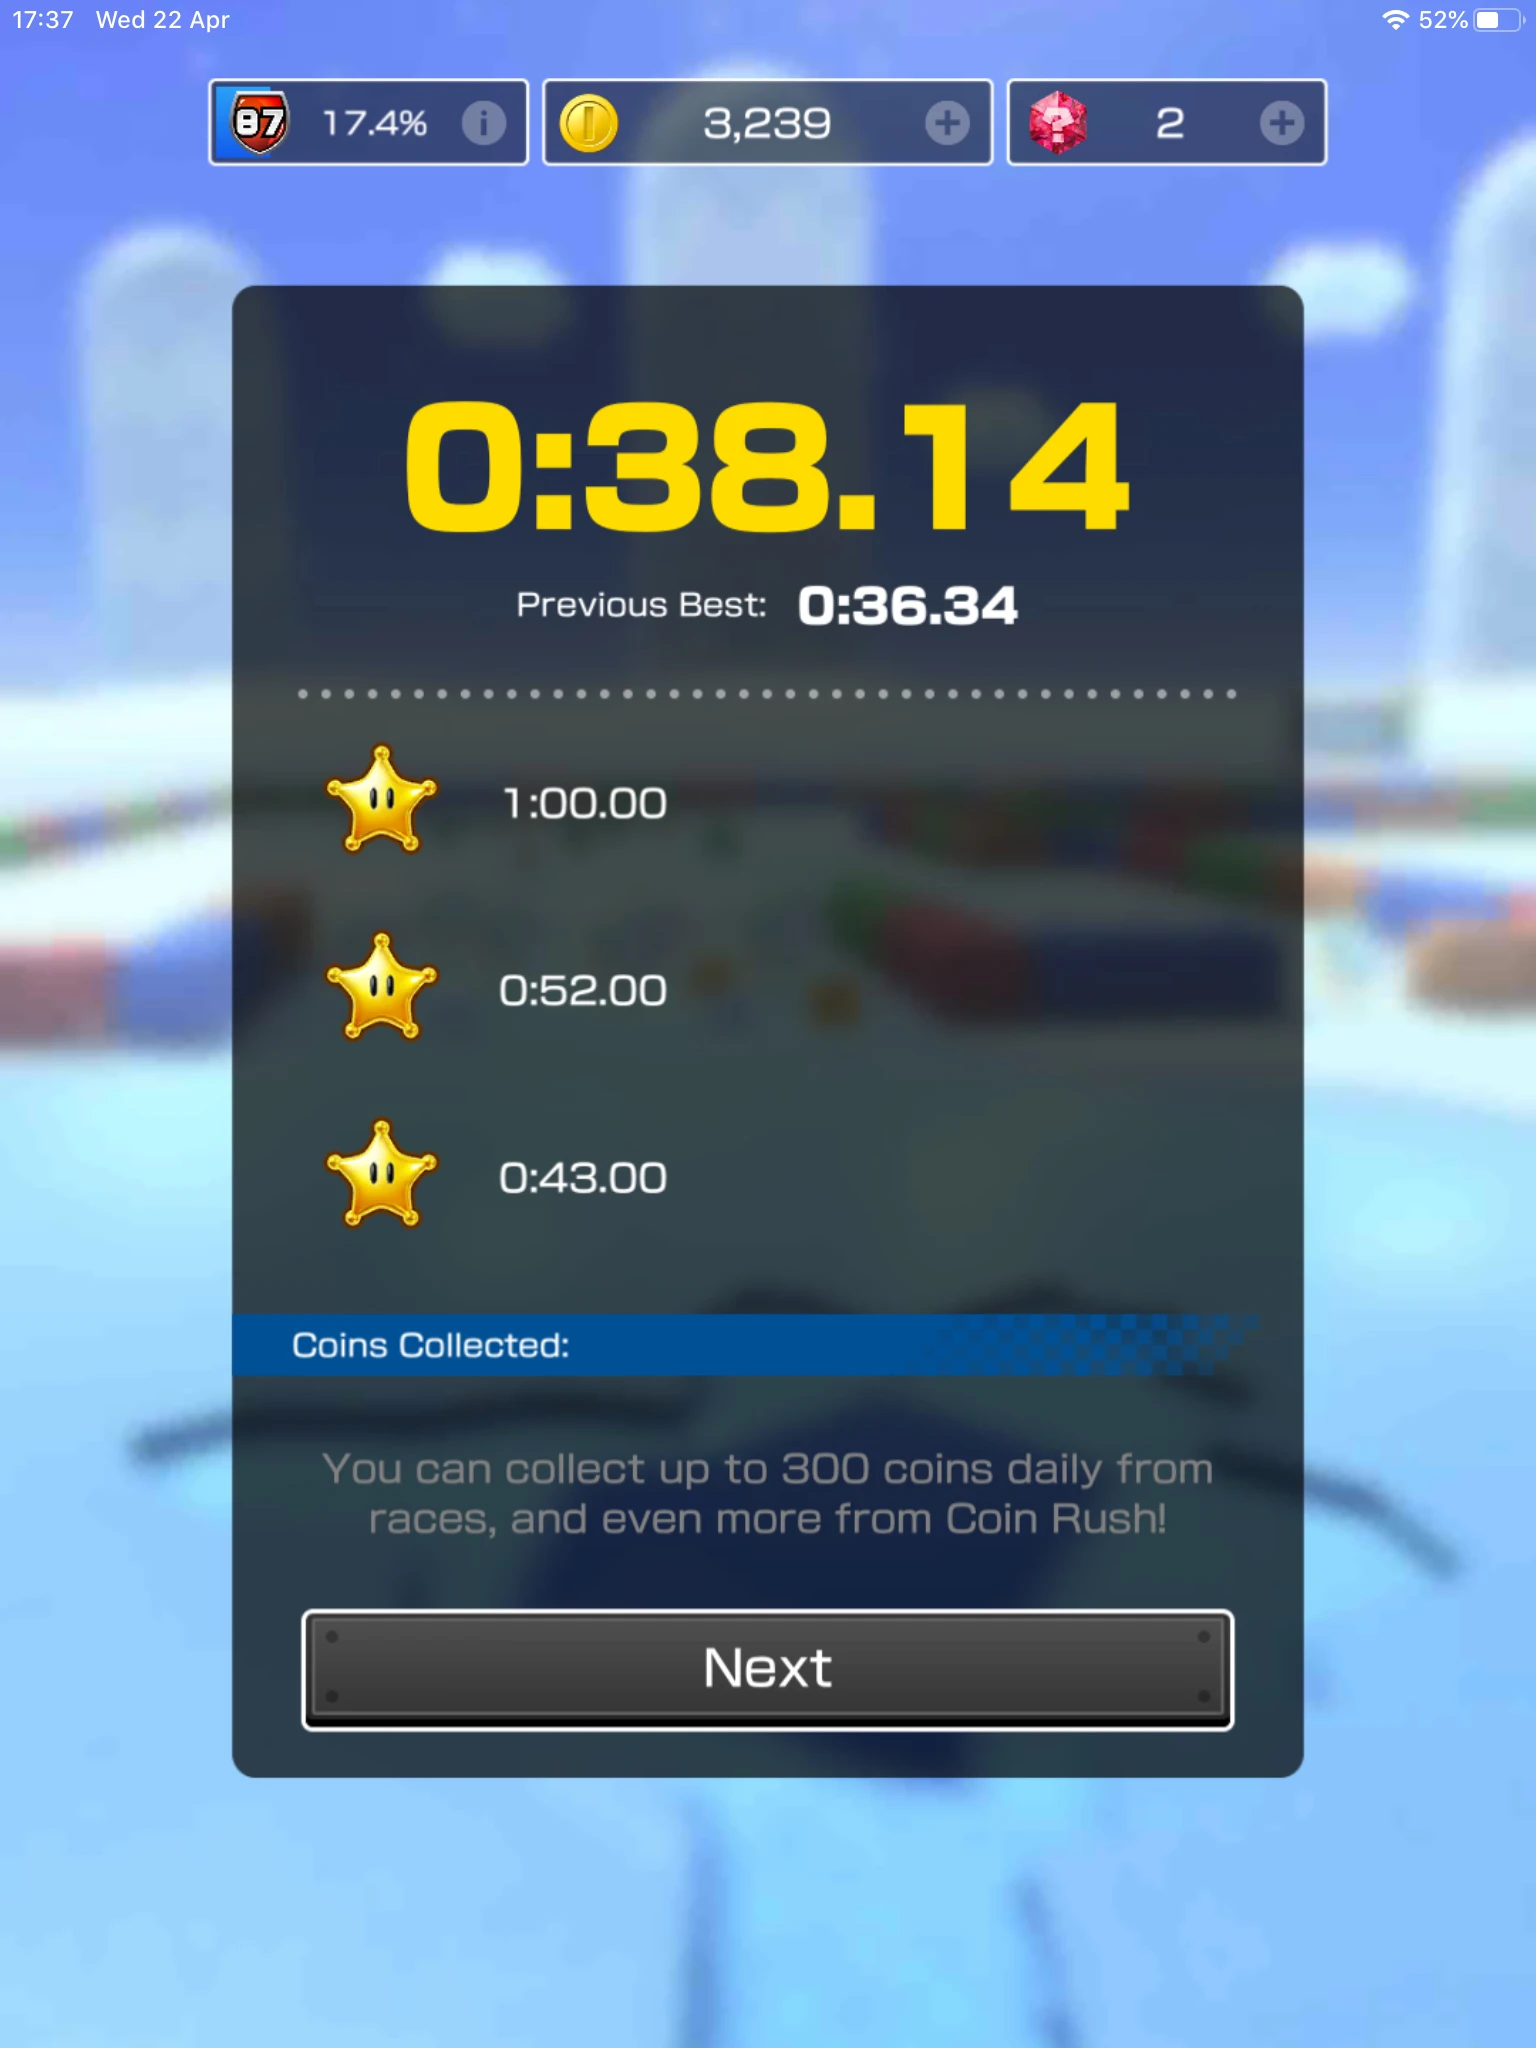 17:37 Wed 22 Apr 52%
87 17.4% i 3,239 + ? 2 +
0:38.14
Previous Best: 0:36.34
1:00.00
0:52.00
0:43.00
Coins Collected:
You can collect up to 300 coins daily from
races, and even more from Coin Rush!
Next